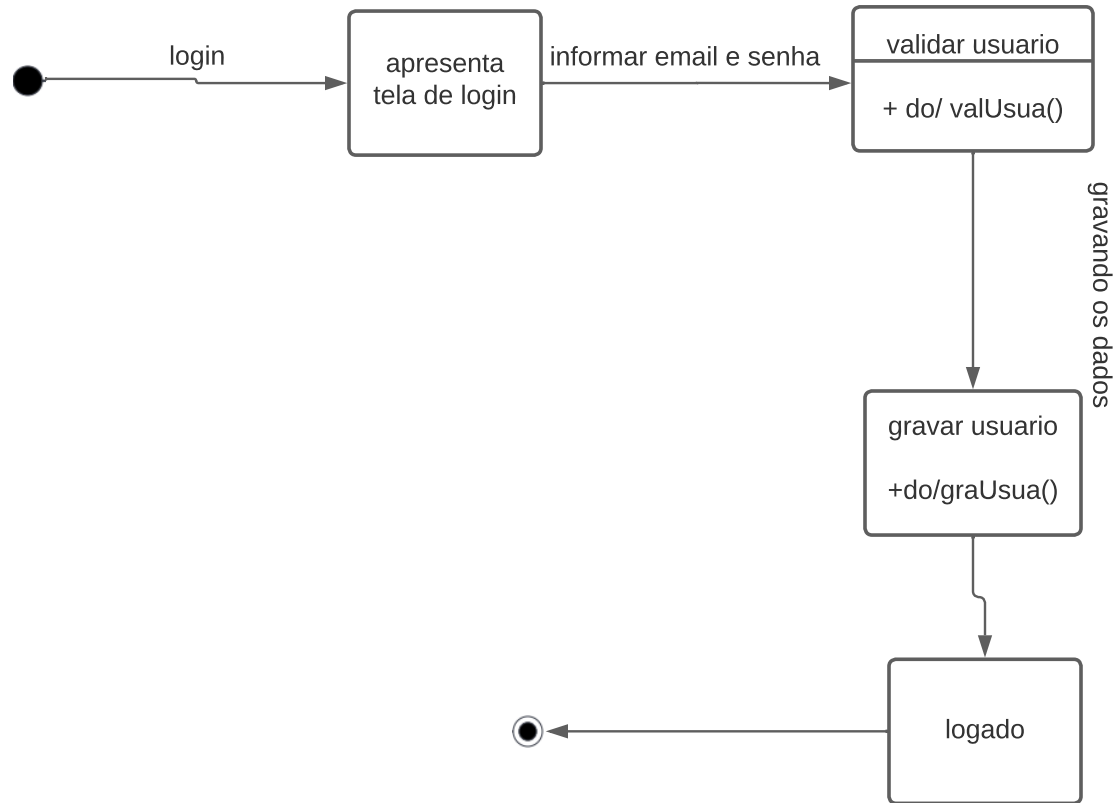 login
apresenta
tela de login
informar email e senha
validar usuario
+ do/ valUsua()
gravando os dados
gravar usuario
+do/graUsua()
logado